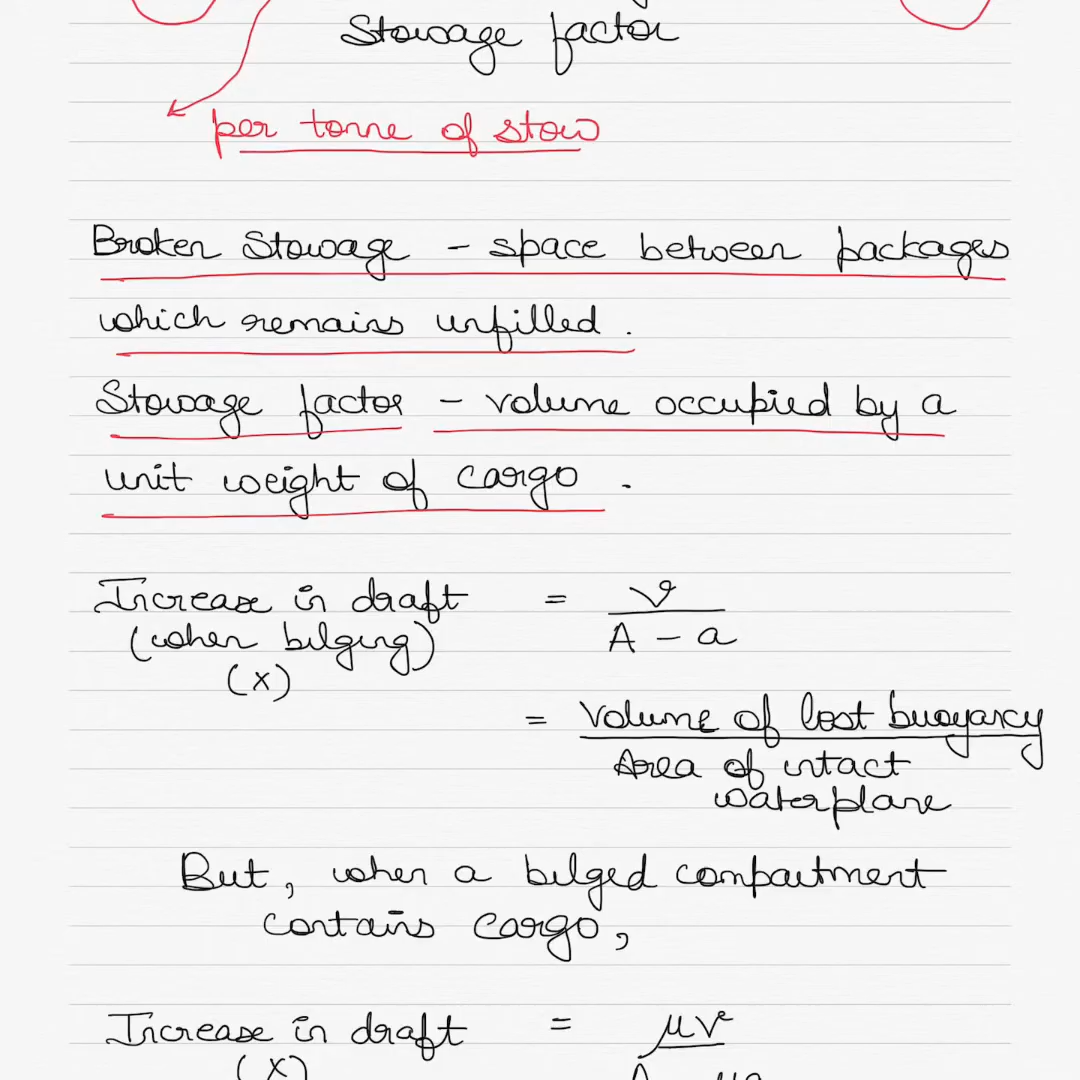 Stowage factor
per tonne of stow
Broken Stowage - space between packages
which remains unfilled.
Stowage factor - volume occupied by a
unit weight of cargo.
Increase in draft = v
(when bilging) A - a
(x)
= Volume of lost buoyancy
Area of intact
waterplane
But, when a bilged compartment
contains cargo,
Increase in draft = μv
(x) A - μa